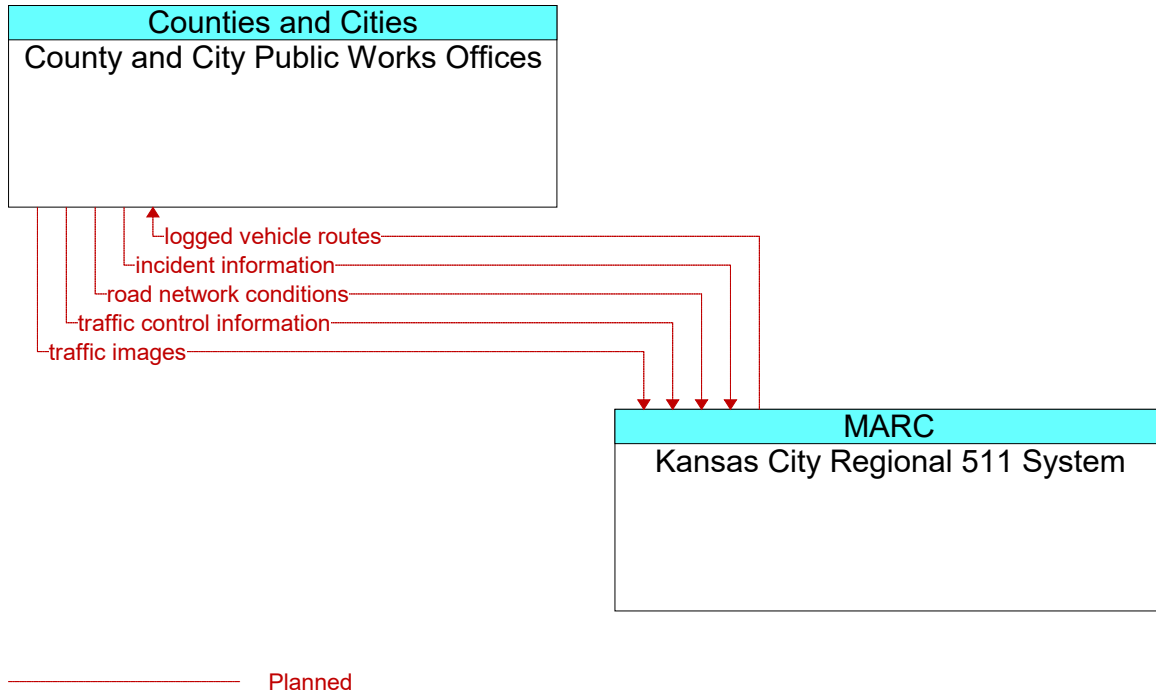 Counties and Cities
County and City Public Works Offices
logged vehicle routes
incident information
road network conditions
traffic control information
traffic images
MARC
Kansas City Regional 511 System
Planned